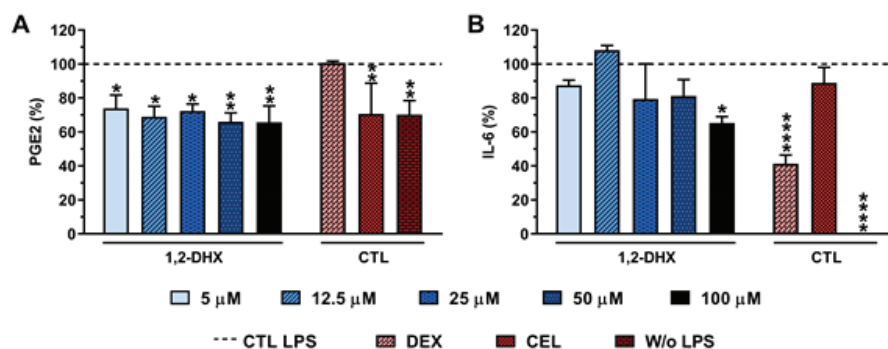 A
B
PGE2 (%)
120
100
80
60
40
20
0
*
*
*
**
**
**
**
1,2-DHX
CTL
IL-6 (%)
120
100
80
60
40
20
0
*
****
****
1,2-DHX
CTL
5 μM 12.5 μM 25 μM 50 μM 100 μM
CTL LPS DEX CEL W/o LPS